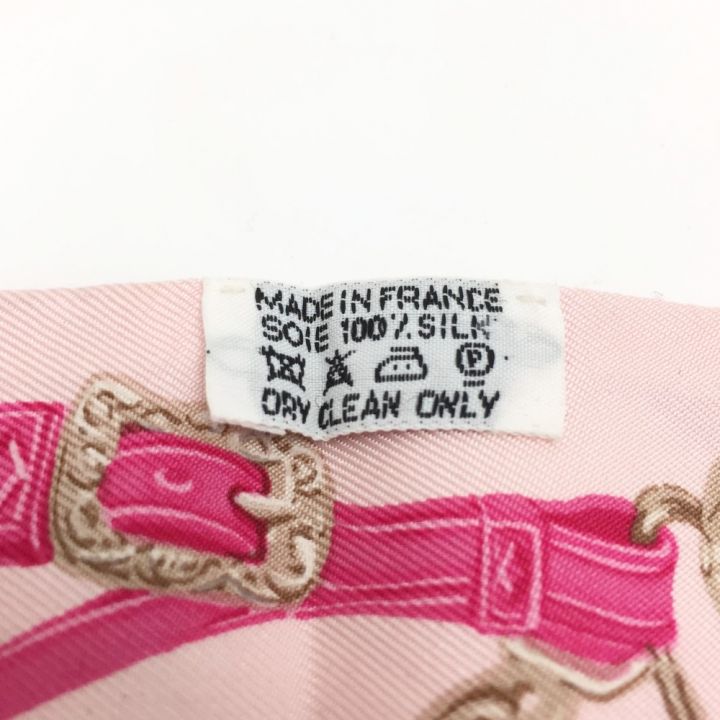 MADE IN FRANCE
SOIE 100% SILK
P
DRY CLEAN ONLY